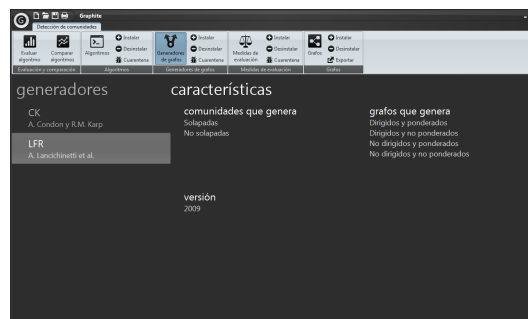 G
Graphite
Detección de comunidades
Evaluar algoritmo
Comparar algoritmos
Evaluación y comparación
Algoritmos
Instalar
Desinstalar
Cuarentena
Algoritmos
Generadores de grafos
Instalar
Desinstalar
Cuarentena
Generadores de grafos
Medidas de evaluación
Instalar
Desinstalar
Cuarentena
Medidas de evaluación
Grafos
Instalar
Desinstalar
Exportar
Grafos
generadores
CK
A. Condon y R.M. Karp
LFR
A. Lancichinetti et al.
características
comunidades que genera
Solapadas
No solapadas
grafos que genera
Dirigidos y ponderados
Dirigidos y no ponderados
No dirigidos y ponderados
No dirigidos y no ponderados
versión
2009